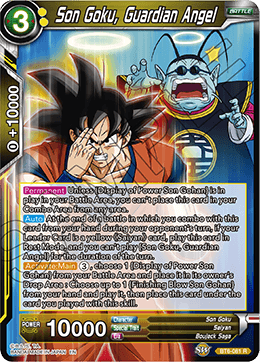 3
Son Goku, Guardian Angel
BATTLE
+10000
Permanent Unless [Display of Power Son Gohan] is in
play in your Battle Area, you can't place this card in your
Combo Area from any area.
Auto At the end of a battle in which you combo with this
card from your hand during your opponent's turn, if your
Leader Card is a yellow ‹Saiyan› card, play this card in
Rest Mode, and you can't play [Son Goku, Guardian
Angel] for the duration of the turn.
Activate: Main 3, choose 1 [Display of Power Son
Gohan] from your Battle Area and place it in its owner's
Drop Area : Choose up to 1 [Finishing Blow Son Gohan]
from your hand and play it, then place this card under the
card you played with this skill.
POWER
10000
Character
Son Goku
Special Trait
Saiyan
Era
Boujeck Saga
BT6-081 R